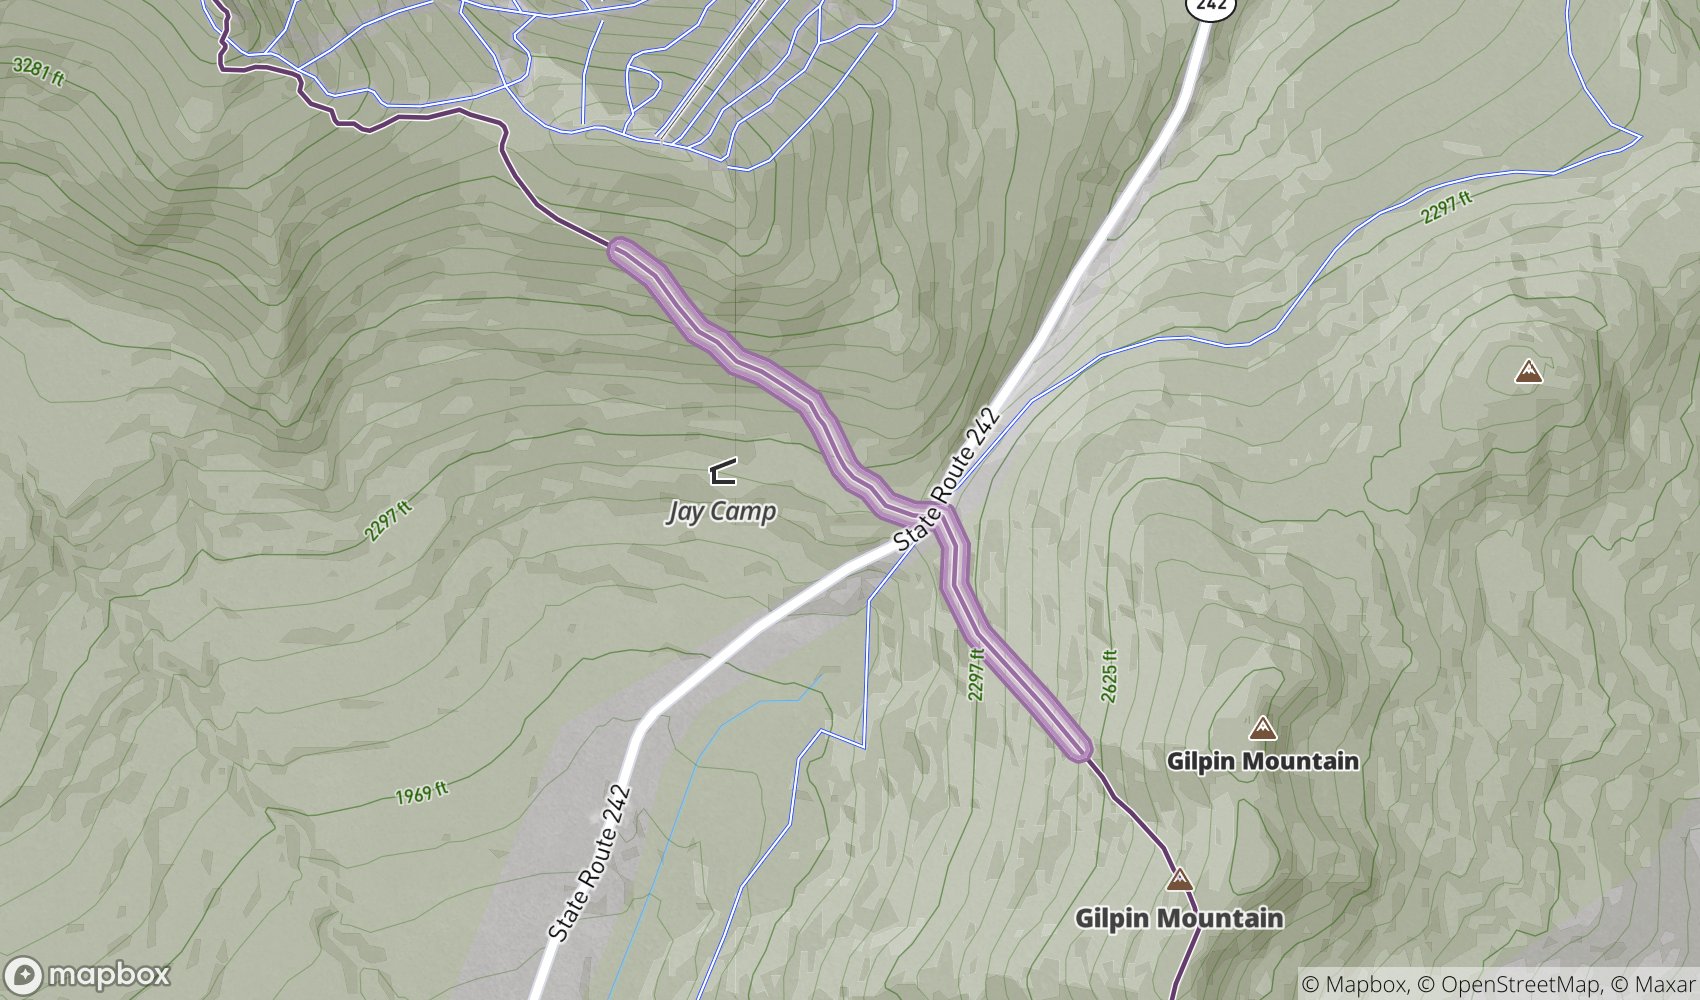 242
3281 ft
2297 ft
State Route 242
Jay Camp
2297 ft
2297 ft
2625 ft
Gilpin Mountain
1969 ft
State Route 242
Gilpin Mountain
mapbox
© Mapbox, © OpenStreetMap, © Maxar